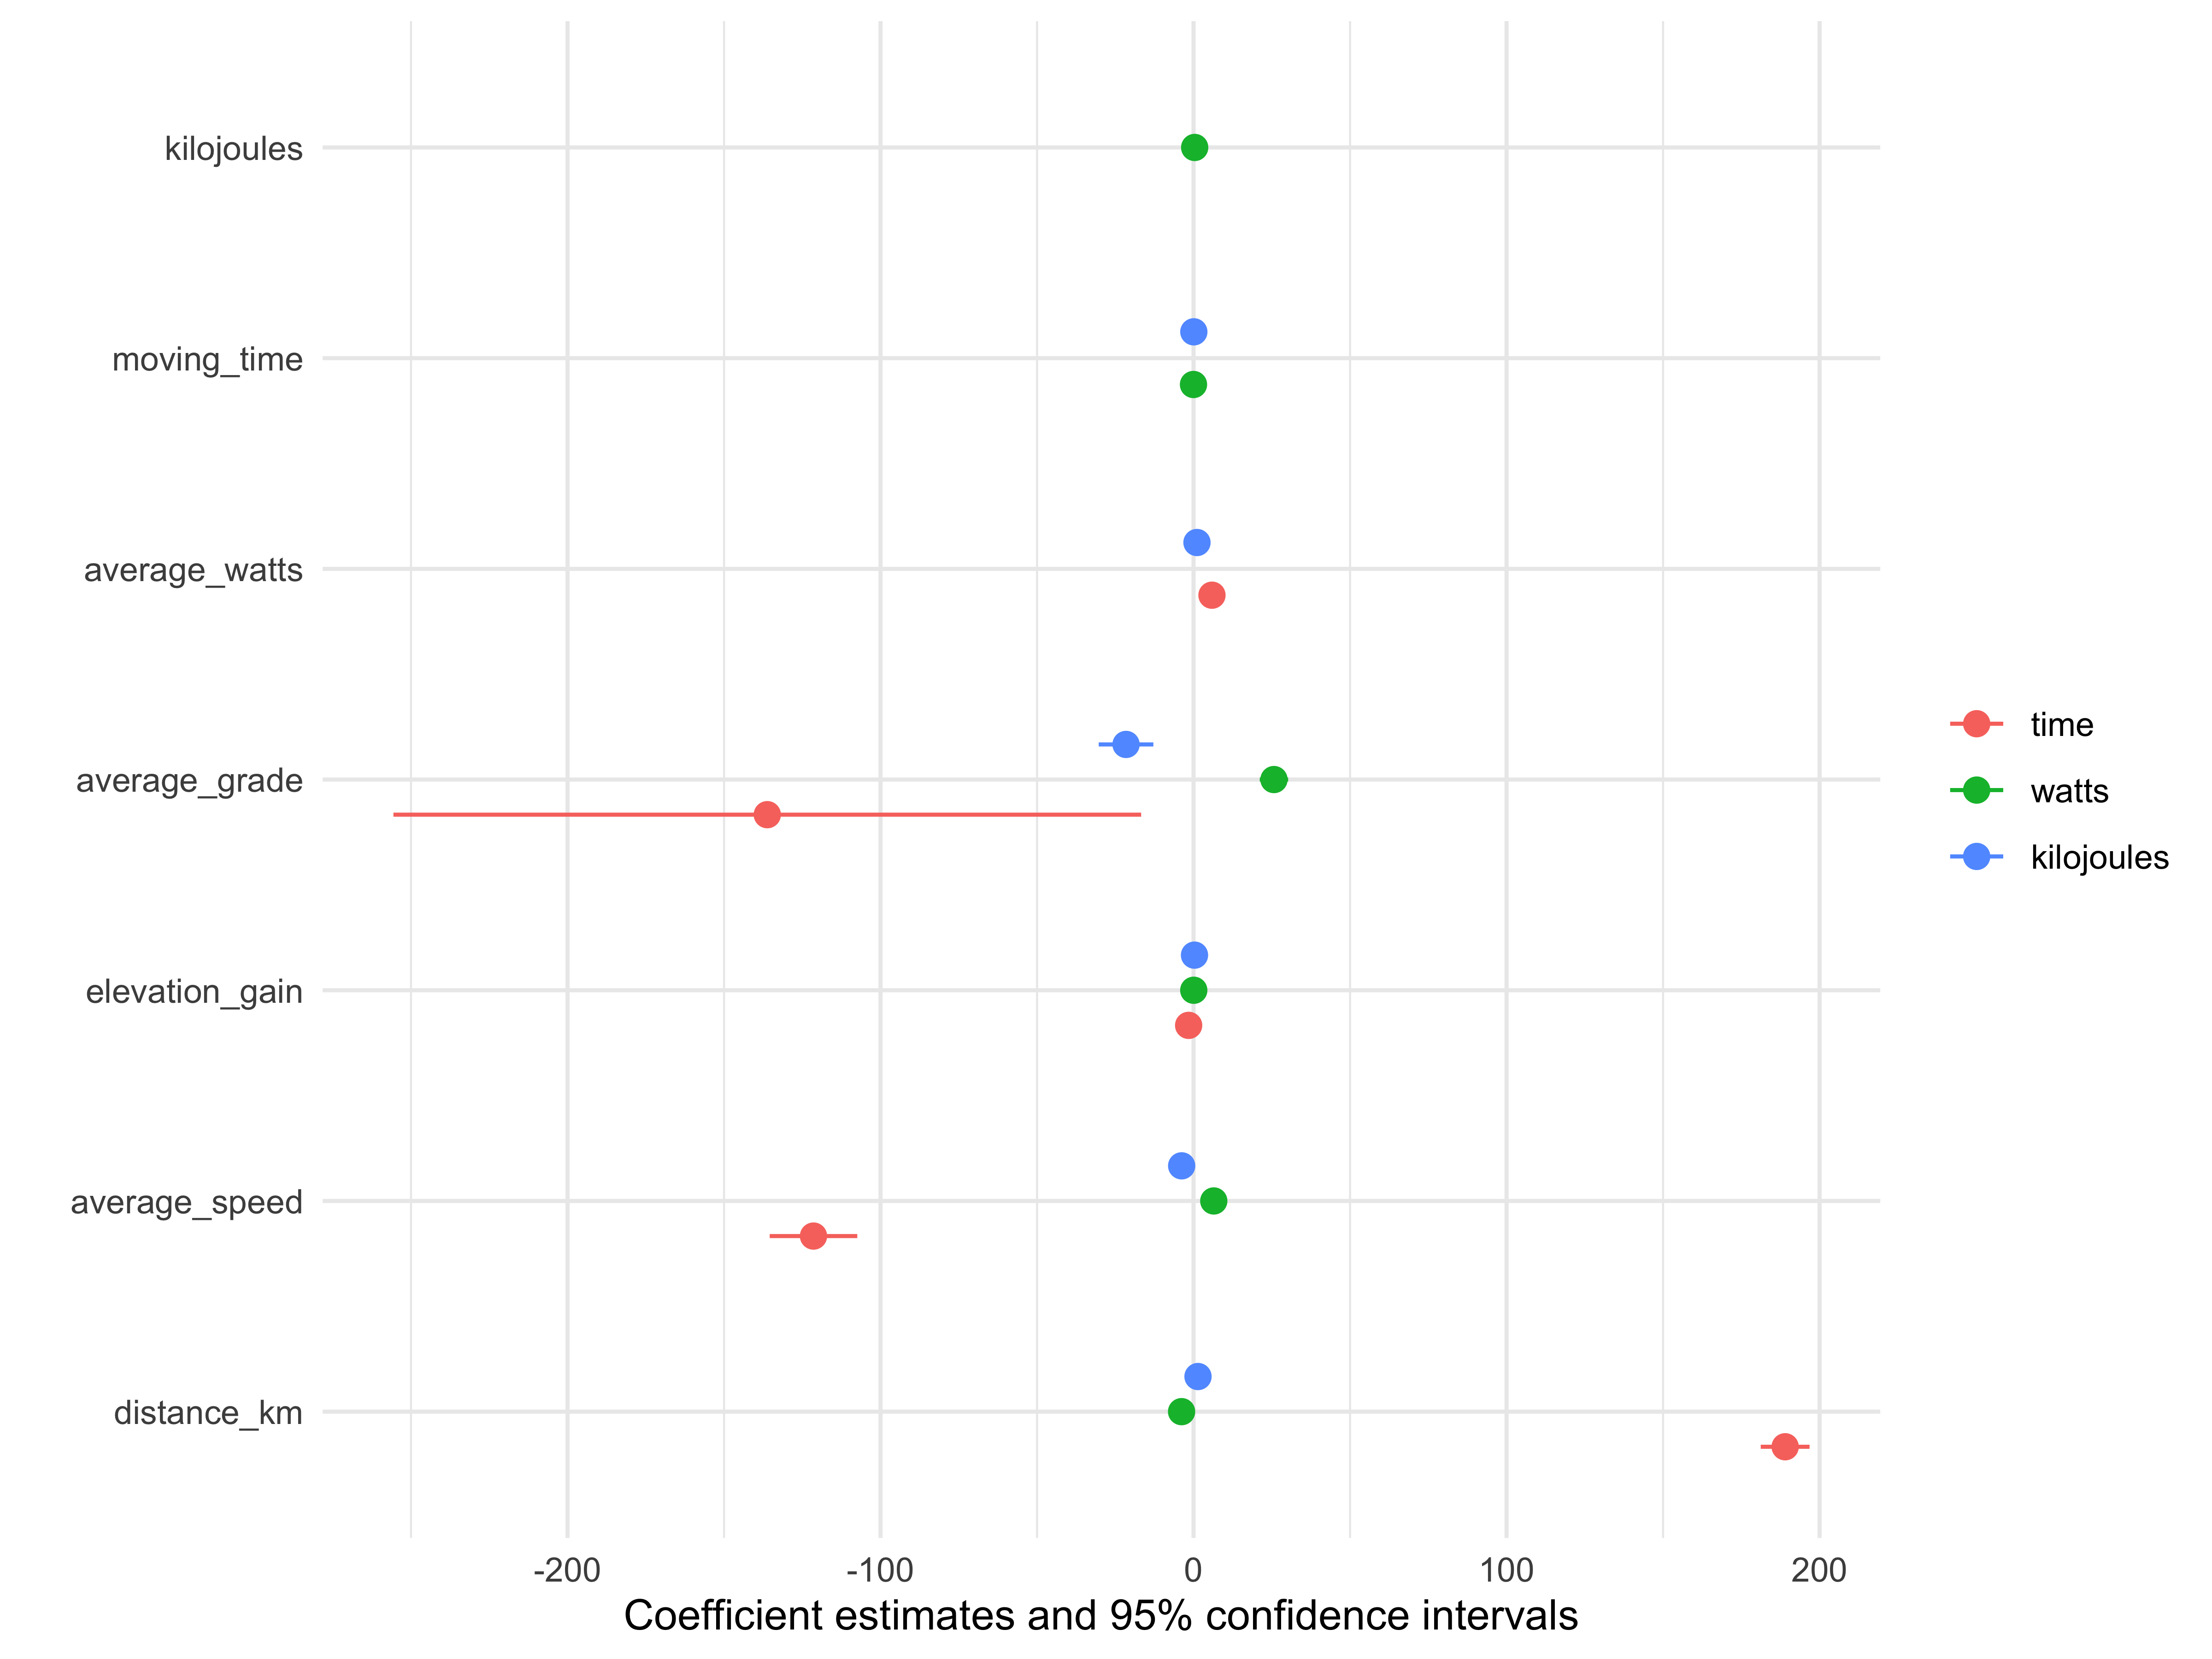 kilojoules
moving_time
average_watts
average_grade
elevation_gain
average_speed
distance_km
-200 -100 0 100 200
Coefficient estimates and 95% confidence intervals
time
watts
kilojoules